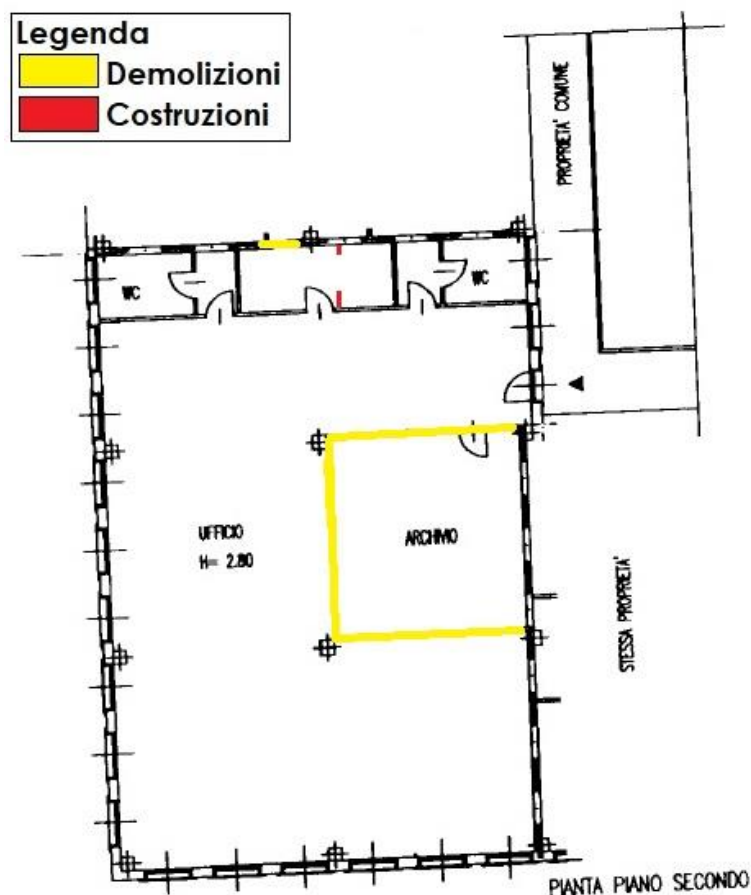 Legenda
Demolizioni
Costruzioni
PROPRIETA' COMUNE
WC
WC
UFFICIO
H= 2.80
ARCHIVIO
STESSA PROPRIETA'
PIANTA PIANO SECONDO